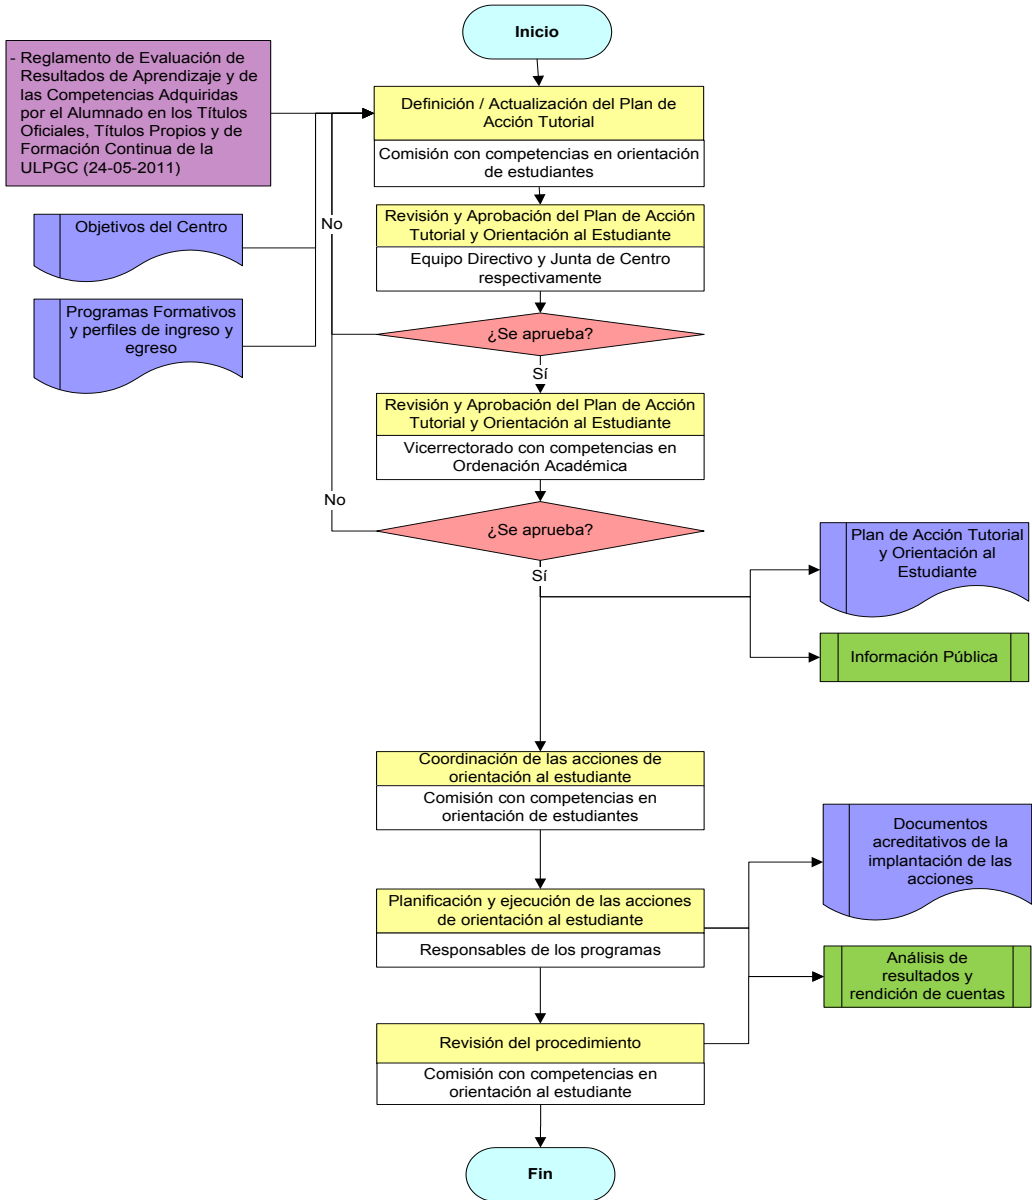 Inicio
- Reglamento de Evaluación de
Resultados de Aprendizaje y de
las Competencias Adquiridas
por el Alumnado en los Títulos
Oficiales, Títulos Propios y de
Formación Continua de la
ULPGC (24-05-2011)
Definición / Actualización del Plan de
Acción Tutorial
Comisión con competencias en orientación
de estudiantes
Objetivos del Centro
No
Revisión y Aprobación del Plan de Acción
Tutorial y Orientación al Estudiante
Equipo Directivo y Junta de Centro
respectivamente
Programas Formativos
y perfiles de ingreso y
egreso
¿Se aprueba?
Sí
Revisión y Aprobación del Plan de Acción
Tutorial y Orientación al Estudiante
Vicerrectorado con competencias en
Ordenación Académica
No
¿Se aprueba?
Sí
Plan de Acción Tutorial
y Orientación al
Estudiante
Información Pública
Coordinación de las acciones de
orientación al estudiante
Comisión con competencias en
orientación de estudiantes
Documentos
acreditativos de la
implantación de las
acciones
Planificación y ejecución de las acciones
de orientación al estudiante
Responsables de los programas
Análisis de
resultados y
rendición de cuentas
Revisión del procedimiento
Comisión con competencias en
orientación al estudiante
Fin